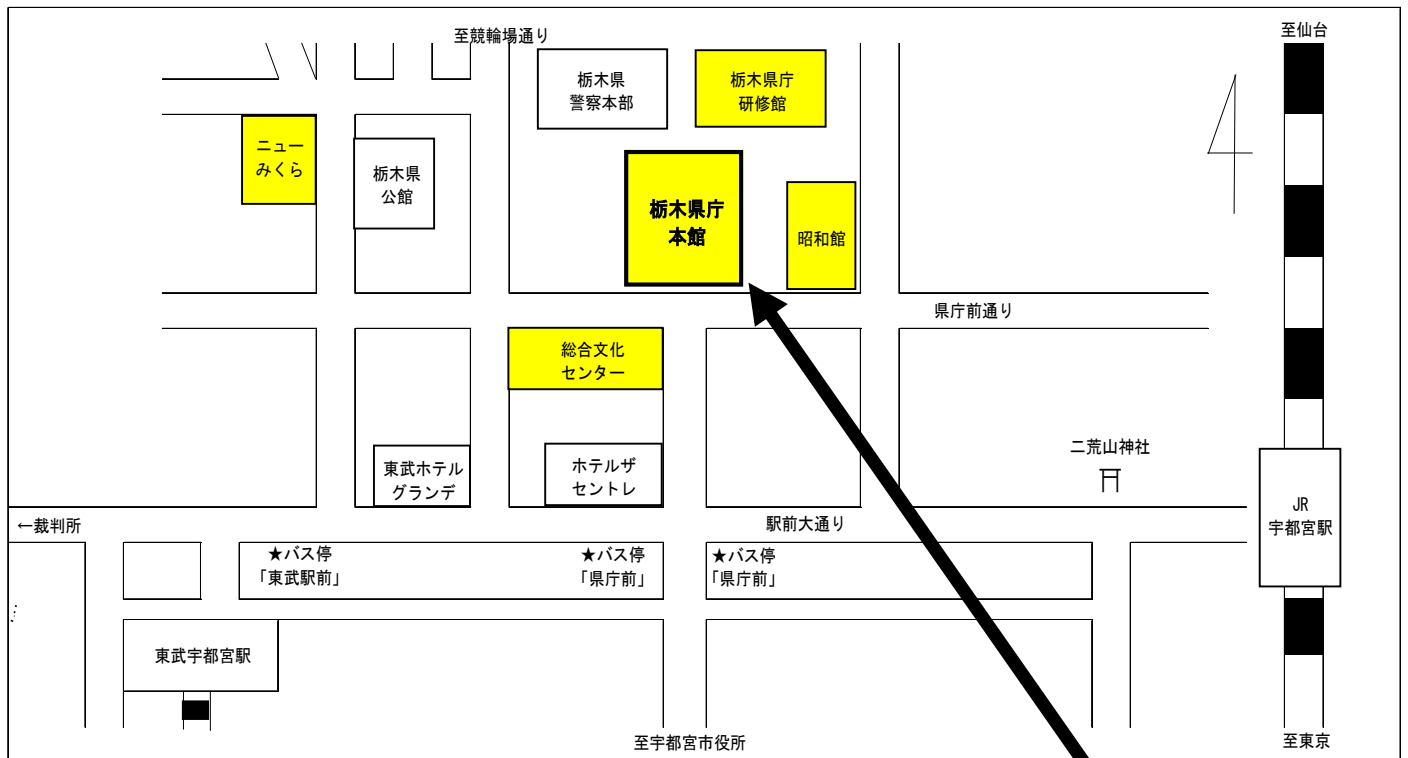 至競輪場通り
至仙台
栃木県
警察本部
栃木県庁
研修館
ニュー
みくら
栃木県
公館
栃木県庁
本館
昭和館
県庁前通り
総合文化
センター
二荒山神社
東武ホテル
グランデ
ホテルザ
セントレ
JR
宇都宮駅
←裁判所
駅前大通り
★バス停
「東武駅前」
★バス停
「県庁前」
★バス停
「県庁前」
東武宇都宮駅
至宇都宮市役所
至東京